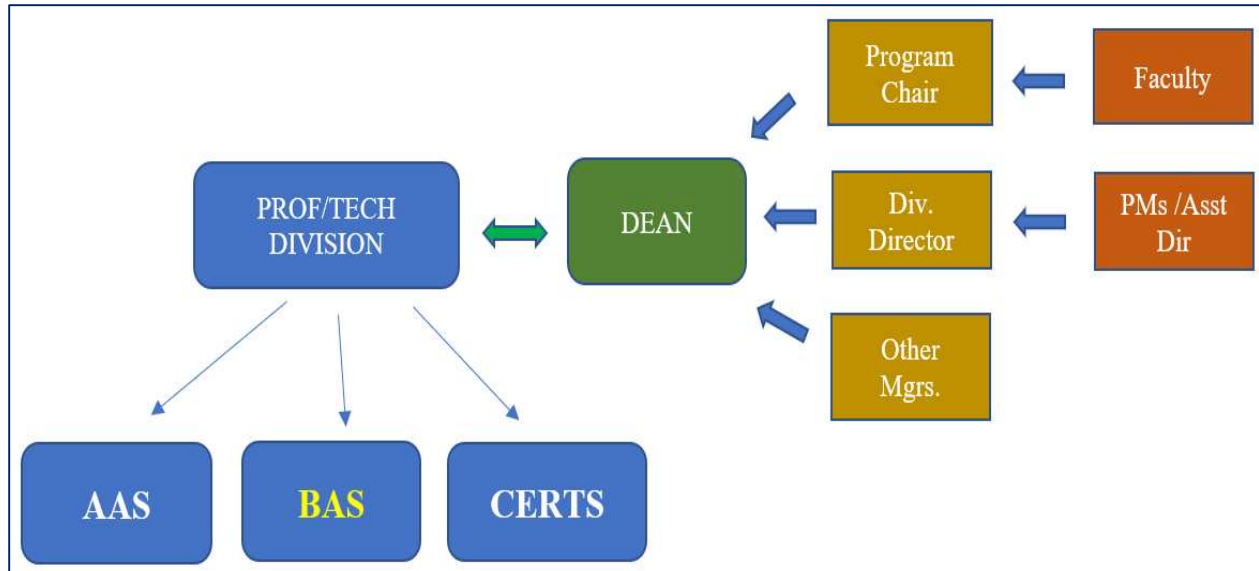 Program
Chair
Faculty
PROF/TECH
DIVISION
DEAN
Div.
Director
PMs /Asst
Dir
Other
Mgrs.
AAS
BAS
CERTS